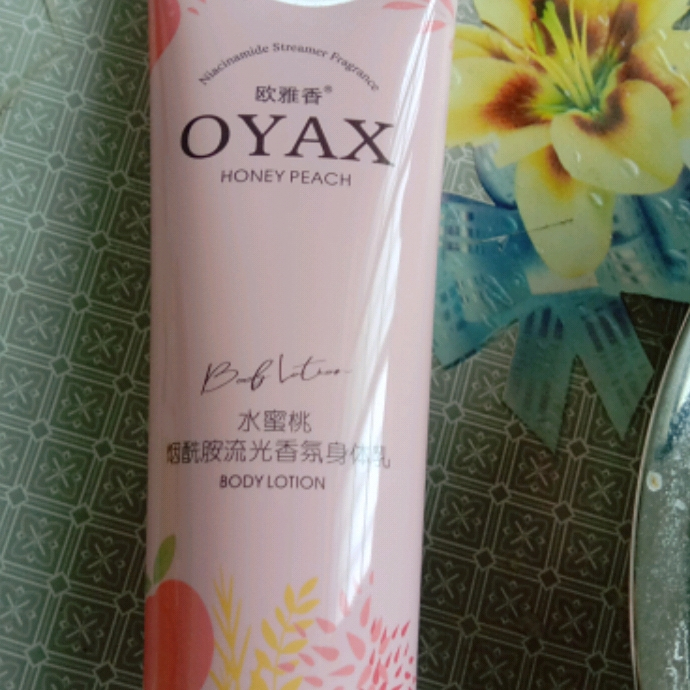 Niacinamide Streamer Fragrance
欧雅香®
OYAX
HONEY PEACH
Body Lotion
水蜜桃
烟酰胺流光香氛身体乳
BODY LOTION